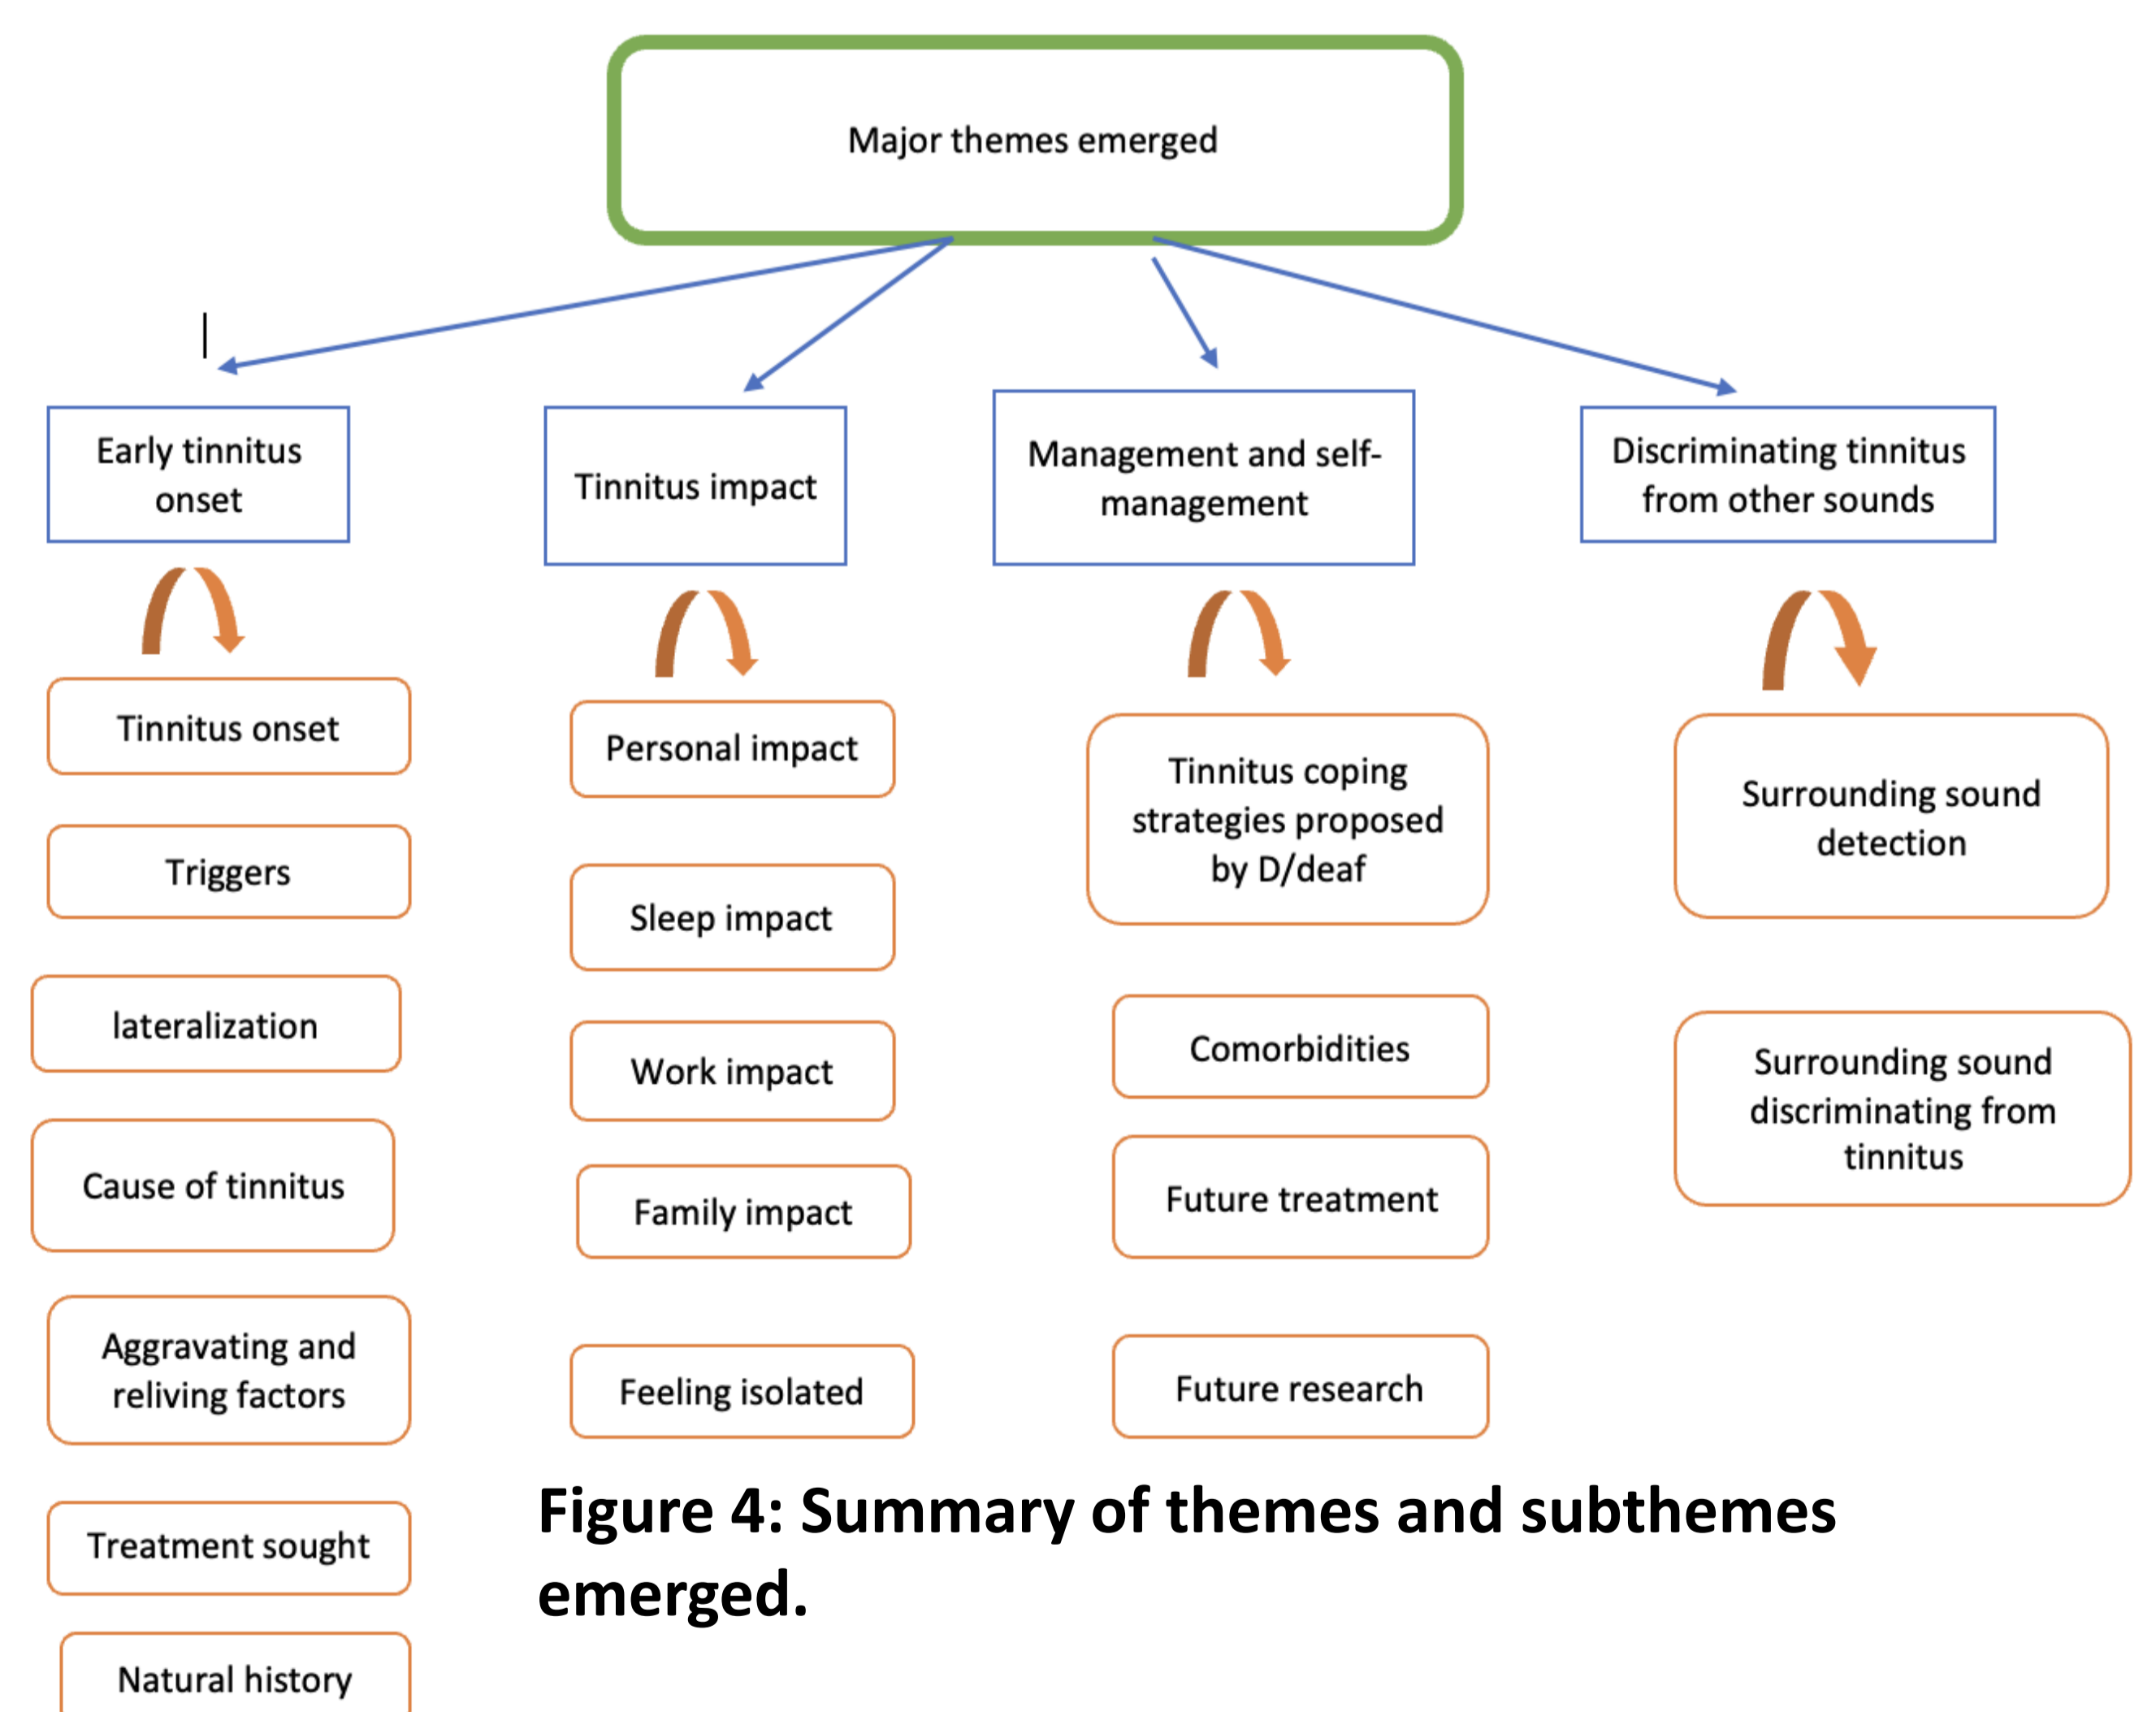 Major themes emerged
Early tinnitus
onset
Tinnitus impact
Management and self-
management
Discriminating tinnitus
from other sounds
Tinnitus onset
Triggers
lateralization
Cause of tinnitus
Aggravating and
reliving factors
Treatment sought
Natural history
Personal impact
Sleep impact
Work impact
Family impact
Feeling isolated
Tinnitus coping
strategies proposed
by D/deaf
Comorbidities
Future treatment
Future research
Surrounding sound
detection
Surrounding sound
discriminating from
tinnitus
Figure 4: Summary of themes and subthemes
emerged.